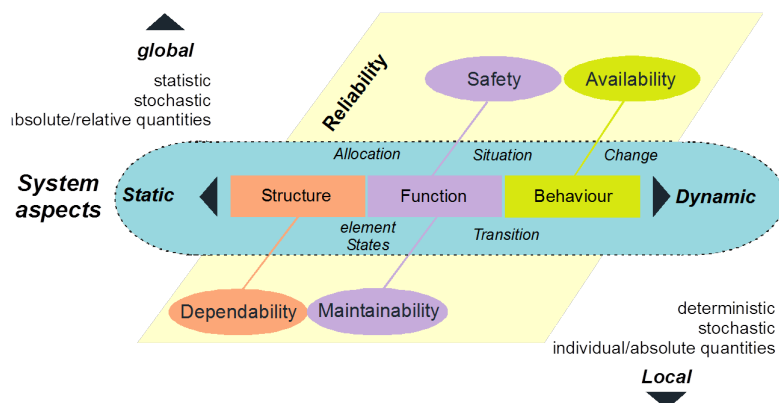 global
statistic
stochastic
absolute/relative quantities
Reliability
Safety
Availability
Allocation
Situation
Change
System
aspects
Static
Structure
Function
Behaviour
Dynamic
element
States
Transition
Dependability
Maintainability
deterministic
stochastic
individual/absolute quantities
Local